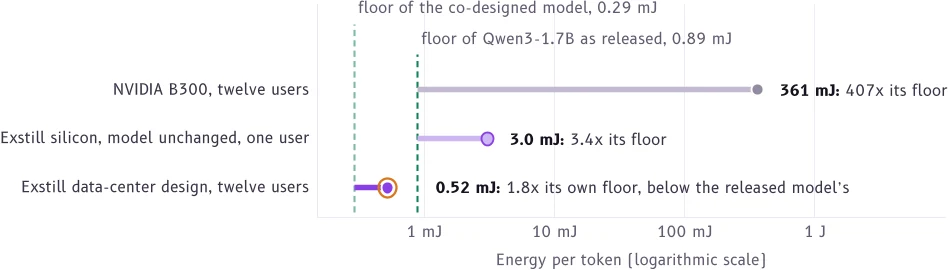 floor of the co-designed model, 0.29 mJ
floor of Qwen3-1.7B as released, 0.89 mJ
NVIDIA B300, twelve users
361 mJ: 407x its floor
Exstill silicon, model unchanged, one user
3.0 mJ: 3.4x its floor
Exstill data-center design, twelve users
0.52 mJ: 1.8x its own floor, below the released model's
1 mJ
10 mJ
100 mJ
1 J
Energy per token [logarithmic scale]